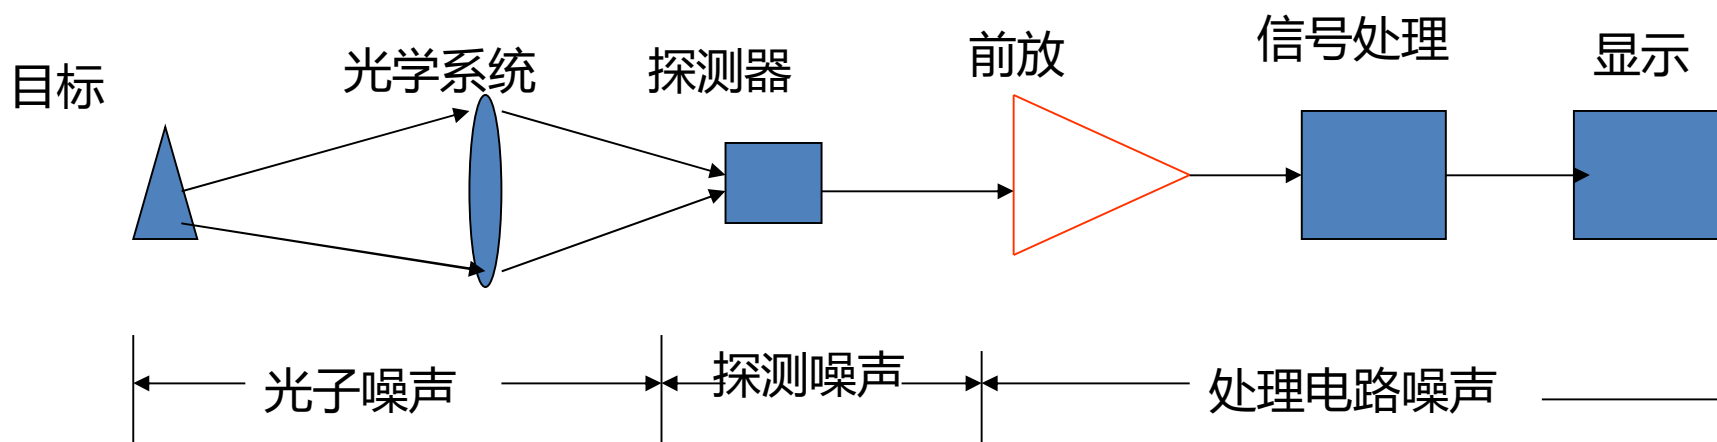 目标
光学系统
探测器
前放
信号处理
显示
光子噪声
探测噪声
处理电路噪声